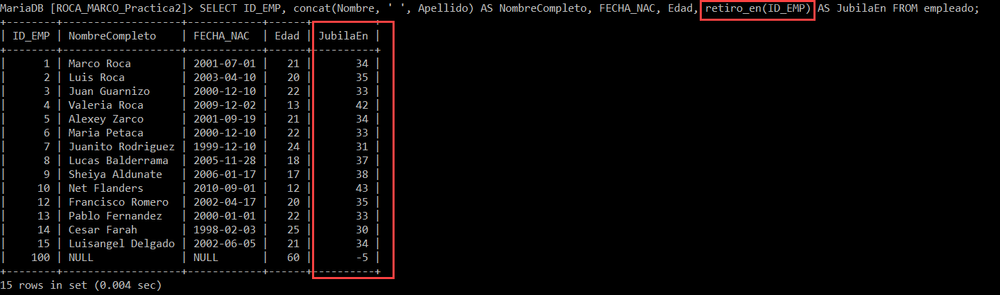 MariaDB [ROCA_MARCO_Practica2]> SELECT ID_EMP, concat(Nombre, ' ', Apellido) AS NombreCompleto, FECHA_NAC, Edad, retiro_en(ID_EMP) AS JubilaEn FROM empleado;
+--------+--------------------+------------+------+----------+
| ID_EMP | NombreCompleto     | FECHA_NAC  | Edad | JubilaEn |
+--------+--------------------+------------+------+----------+
|      1 | Marco Roca         | 2001-07-01 |   21 |       34 |
|      2 | Luis Roca          | 2003-04-10 |   20 |       35 |
|      3 | Juan Guarnizo      | 2000-12-10 |   22 |       33 |
|      4 | Valeria Roca       | 2009-12-02 |   13 |       42 |
|      5 | Alexey Zarco       | 2001-09-19 |   21 |       34 |
|      6 | Maria Petaca       | 2000-12-10 |   22 |       33 |
|      7 | Juanito Rodriguez  | 1999-12-10 |   24 |       31 |
|      8 | Lucas Balderrama   | 2005-11-28 |   18 |       37 |
|      9 | Sheiya Aldunate    | 2006-01-17 |   17 |       38 |
|     10 | Net Flanders       | 2010-09-01 |   12 |       43 |
|     12 | Francisco Romero   | 2002-04-17 |   20 |       35 |
|     13 | Pablo Fernandez    | 2000-01-01 |   22 |       33 |
|     14 | Cesar Farah        | 1998-02-03 |   25 |       30 |
|     15 | Luisangel Delgado  | 2002-06-05 |   21 |       34 |
|    100 | NULL               | NULL       |   60 |       -5 |
+--------+--------------------+------------+------+----------+
15 rows in set (0.004 sec)